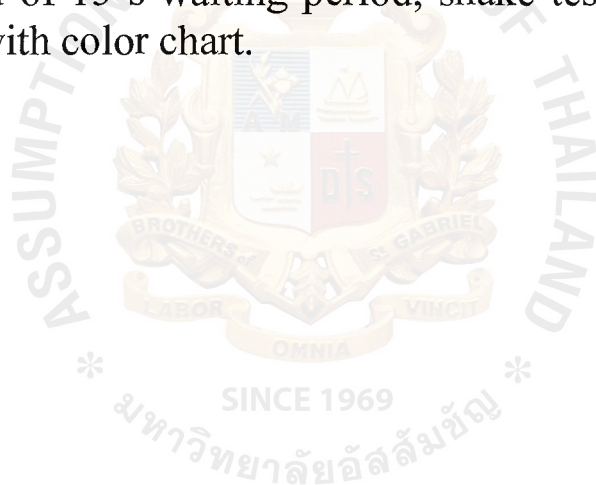 of 15 s waiting period, shake tes
with color chart.
ASSUMPTION
OF THAILAND
A M
D S
BROTHERS of St GABRIEL
LABOR
OMNIA
VINCIT
SINCE 1969
มหาวิทยาลัยอัสสัมชัญ